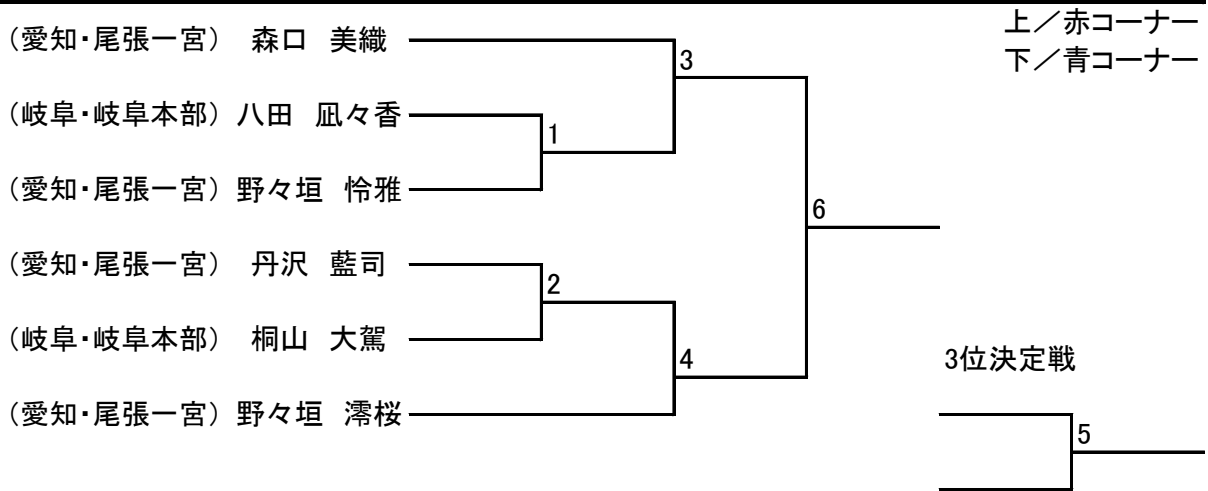 上／赤コーナー
下／青コーナー
（愛知・尾張一宮） 森口 美織
3
（岐阜・岐阜本部） 八田 凪々香
1
（愛知・尾張一宮） 野々垣 怜雅
6
（愛知・尾張一宮） 丹沢 藍司
2
（岐阜・岐阜本部） 桐山 大駕
4
3位決定戦
（愛知・尾張一宮） 野々垣 澪桜
5